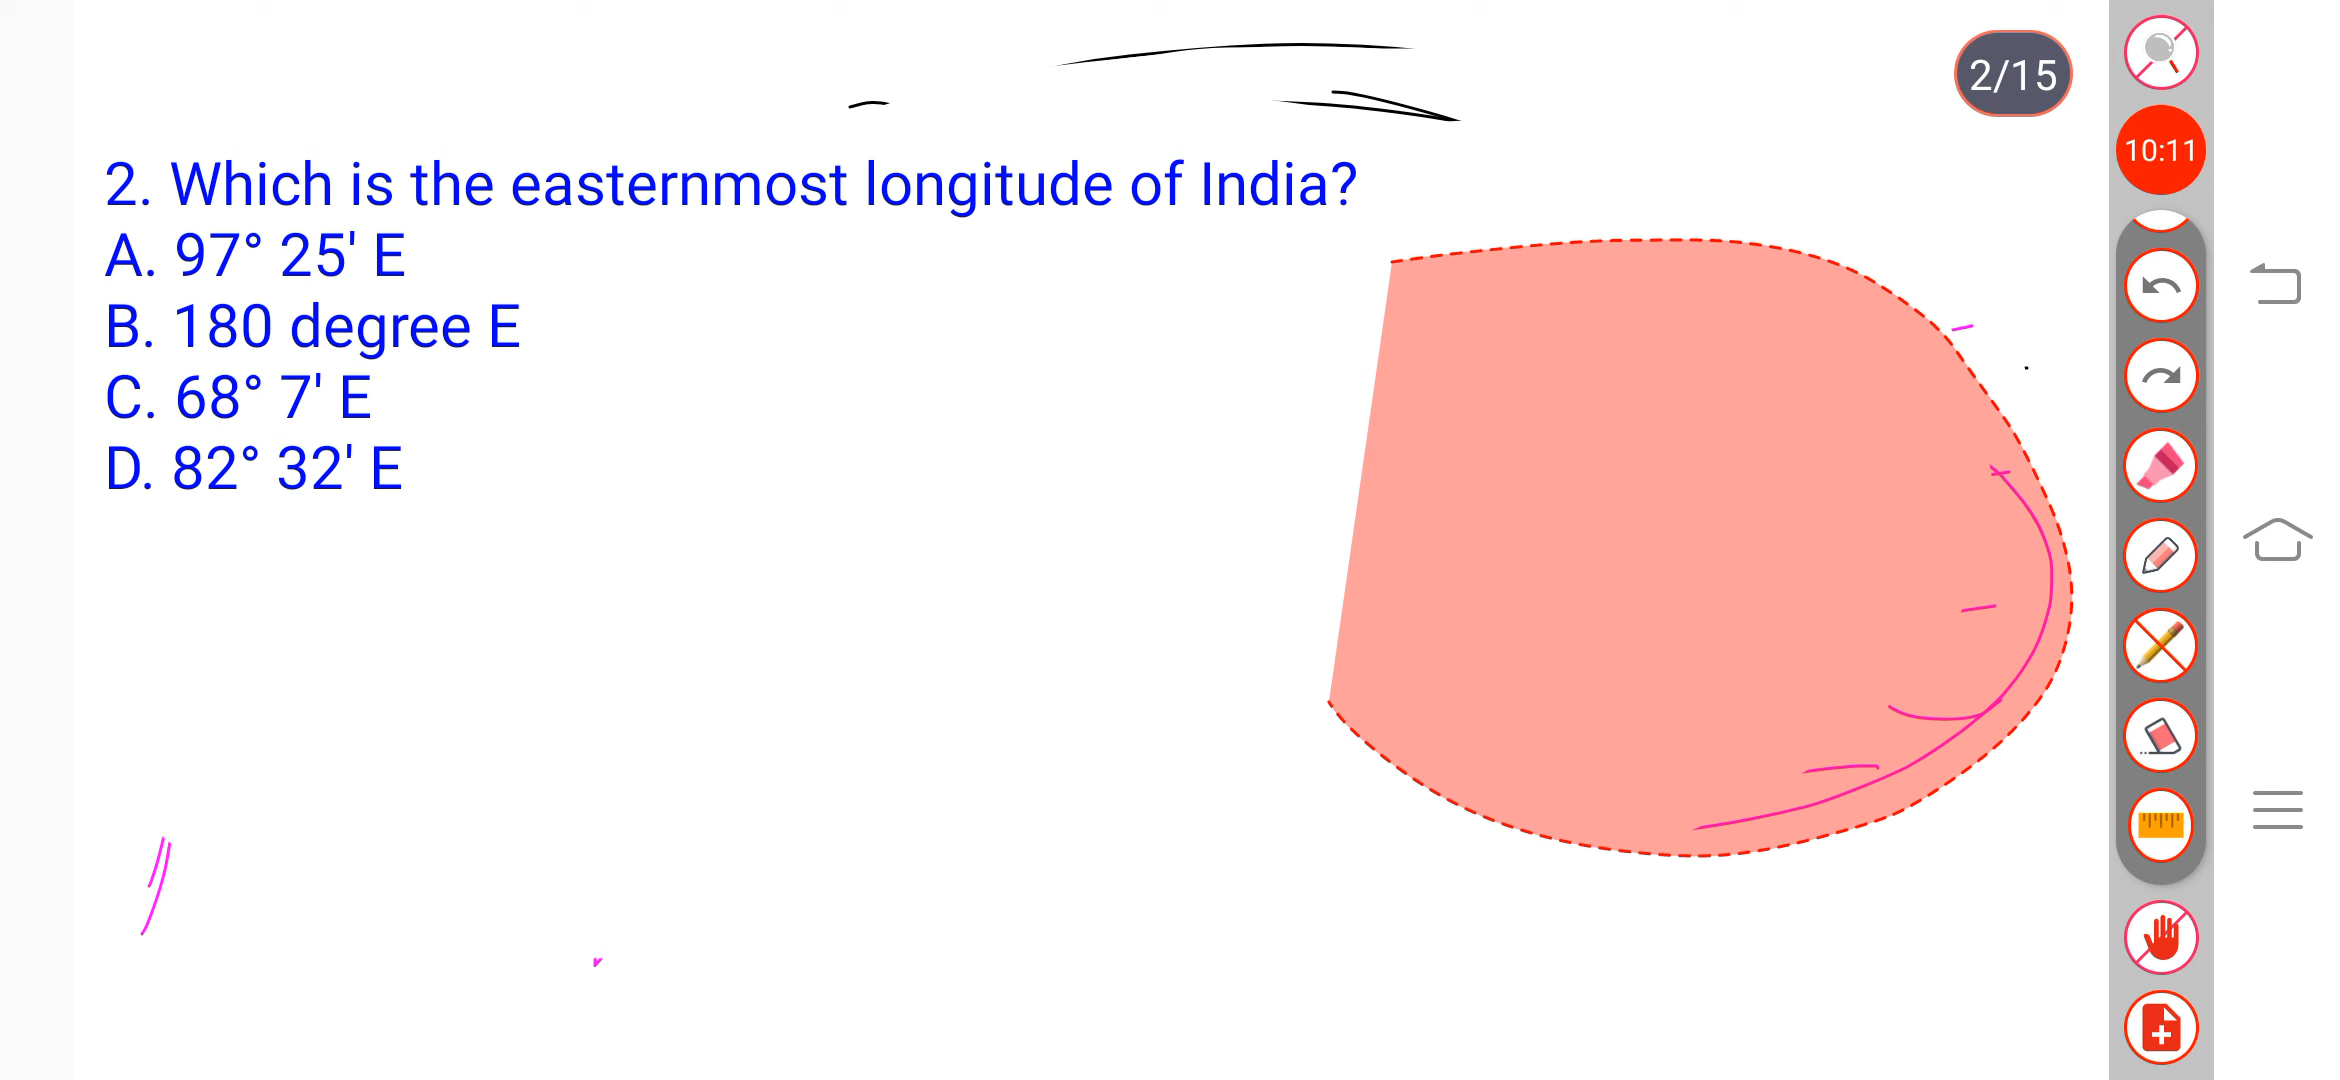 2/15
10:11
2. Which is the easternmost longitude of India?
A. 97° 25' E
B. 180 degree E
C. 68° 7' E
D. 82° 32' E